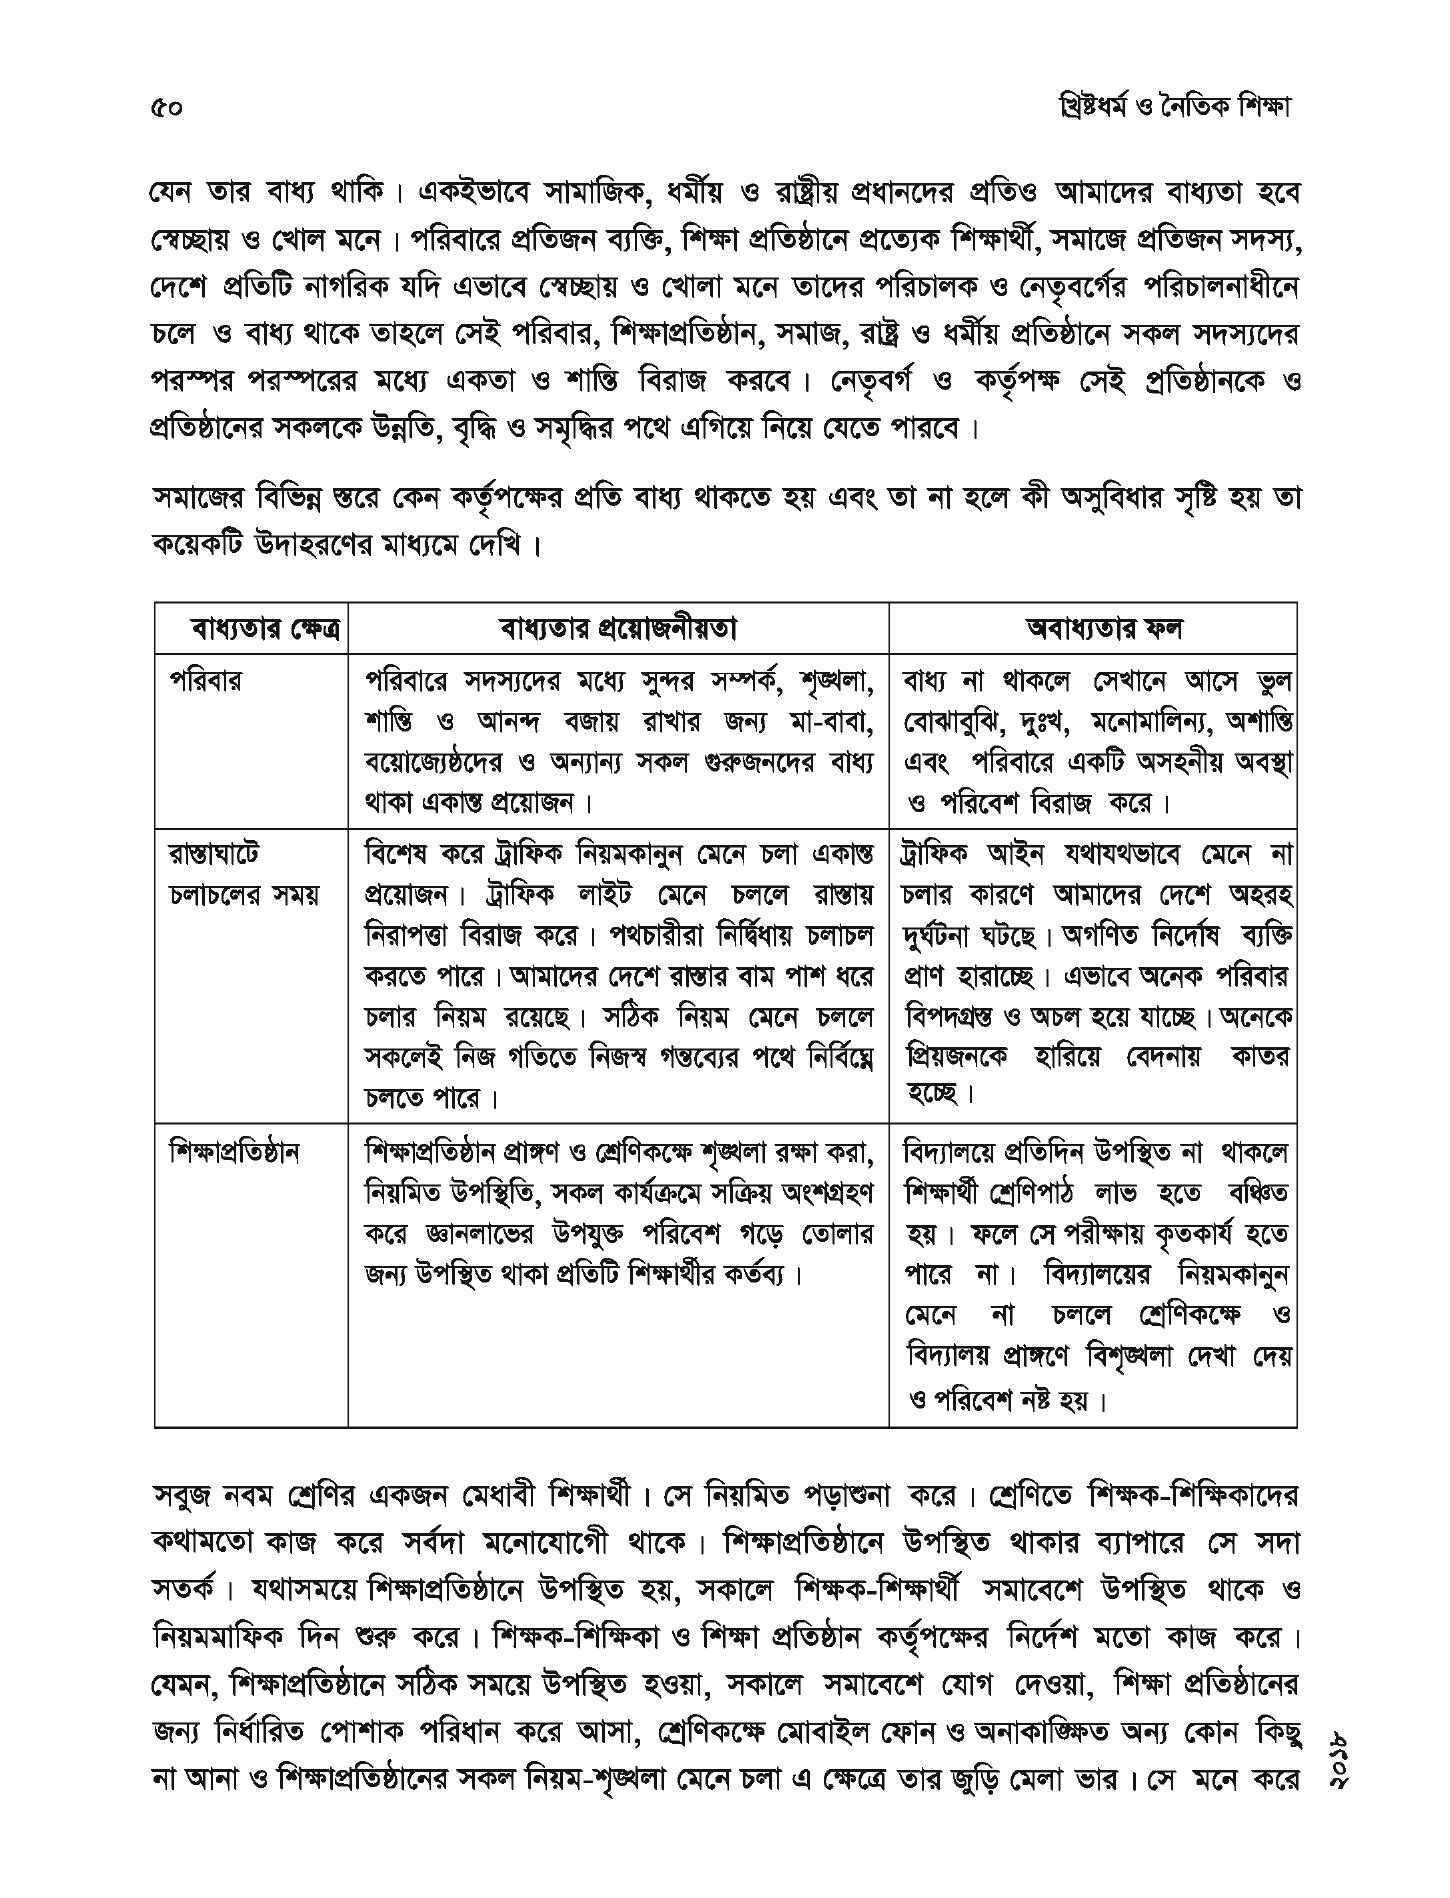 ৫০
খ্রিষ্টধর্ম ও নৈতিক শিক্ষা
যেন তার বাধ্য থাকি। একইভাবে সামাজিক, ধর্মীয় ও রাষ্ট্রীয় প্রধানদের প্রতিও আমাদের বাধ্যতা হবে
স্বেচ্ছায় ও খোল মনে। পরিবারে প্রতিজন ব্যক্তি, শিক্ষা প্রতিষ্ঠানে প্রত্যেক শিক্ষার্থী, সমাজে প্রতিজন সদস্য,
দেশে প্রতিটি নাগরিক যদি এভাবে স্বেচ্ছায় ও খোলা মনে তাদের পরিচালক ও নেতৃবর্গের পরিচালনাধীনে
চলে ও বাধ্য থাকে তাহলে সেই পরিবার, শিক্ষাপ্রতিষ্ঠান, সমাজ, রাষ্ট্র ও ধর্মীয় প্রতিষ্ঠানে সকল সদস্যদের
পরস্পর পরস্পরের মধ্যে একতা ও শান্তি বিরাজ করবে। নেতৃবর্গ ও কর্তৃপক্ষ সেই প্রতিষ্ঠানকে ও
প্রতিষ্ঠানের সকলকে উন্নতি, বৃদ্ধি ও সমৃদ্ধির পথে এগিয়ে নিয়ে যেতে পারবে।
সমাজের বিভিন্ন স্তরে কেন কর্তৃপক্ষের প্রতি বাধ্য থাকতে হয় এবং তা না হলে কী অসুবিধার সৃষ্টি হয় তা
কয়েকটি উদাহরণের মাধ্যমে দেখি।
বাধ্যতার ক্ষেত্র
বাধ্যতার প্রয়োজনীয়তা
অবাধ্যতার ফল
পরিবার
পরিবারে সদস্যদের মধ্যে সুন্দর সম্পর্ক, শৃঙ্খলা,
শান্তি ও আনন্দ বজায় রাখার জন্য মা-বাবা,
বয়োজ্যেষ্ঠদের ও অন্যান্য সকল গুরুজনদের বাধ্য
থাকা একান্ত প্রয়োজন।
বাধ্য না থাকলে সেখানে আসে ভুল
বোঝাবুঝি, দুঃখ, মনোমালিন্য, অশান্তি
এবং পরিবারে একটি অসহনীয় অবস্থা
ও পরিবেশ বিরাজ করে।
রাস্তাঘাটে
চলাচলের সময়
বিশেষ করে ট্রাফিক নিয়মকানুন মেনে চলা একান্ত
প্রয়োজন। ট্রাফিক লাইট মেনে চললে রাস্তায়
নিরাপত্তা বিরাজ করে। পথচারীরা নির্দ্বিধায় চলাচল
করতে পারে। আমাদের দেশে রাস্তার বাম পাশ ধরে
চলার নিয়ম রয়েছে। সঠিক নিয়ম মেনে চললে
সকলেই নিজ গতিতে নিজস্ব গন্তব্যের পথে নির্বিঘ্নে
চলতে পারে।
ট্রাফিক আইন যথাযথভাবে মেনে না
চলার কারণে আমাদের দেশে অহরহ
দুর্ঘটনা ঘটছে। অগণিত নির্দোষ ব্যক্তি
প্রাণ হারাচ্ছে। এভাবে অনেক পরিবার
বিপদগ্রস্ত ও অচল হয়ে যাচ্ছে। অনেকে
প্রিয়জনকে হারিয়ে বেদনায় কাতর
হচ্ছে।
শিক্ষাপ্রতিষ্ঠান
শিক্ষাপ্রতিষ্ঠান প্রাঙ্গণ ও শ্রেণিকক্ষে শৃঙ্খলা রক্ষা করা,
নিয়মিত উপস্থিতি, সকল কার্যক্রমে সক্রিয় অংশগ্রহণ
করে জ্ঞানলাভের উপযুক্ত পরিবেশ গড়ে তোলার
জন্য উপস্থিত থাকা প্রতিটি শিক্ষার্থীর কর্তব্য।
বিদ্যালয়ে প্রতিদিন উপস্থিত না থাকলে
শিক্ষার্থী শ্রেণিপাঠ লাভ হতে বঞ্চিত
হয়। ফলে সে পরীক্ষায় কৃতকার্য হতে
পারে না। বিদ্যালয়ের নিয়মকানুন
মেনে না চললে শ্রেণিকক্ষে ও
বিদ্যালয় প্রাঙ্গণে বিশৃঙ্খলা দেখা দেয়
ও পরিবেশ নষ্ট হয়।
সবুজ নবম শ্রেণির একজন মেধাবী শিক্ষার্থী। সে নিয়মিত পড়াশুনা করে। শ্রেণিতে শিক্ষক-শিক্ষিকাদের
কথামতো কাজ করে সর্বদা মনোযোগী থাকে। শিক্ষাপ্রতিষ্ঠানে উপস্থিত থাকার ব্যাপারে সে সদা
সতর্ক। যথাসময়ে শিক্ষাপ্রতিষ্ঠানে উপস্থিত হয়, সকালে শিক্ষক-শিক্ষার্থী সমাবেশে উপস্থিত থাকে ও
নিয়মমাফিক দিন শুরু করে। শিক্ষক-শিক্ষিকা ও শিক্ষা প্রতিষ্ঠান কর্তৃপক্ষের নির্দেশ মতো কাজ করে।
যেমন, শিক্ষাপ্রতিষ্ঠানে সঠিক সময়ে উপস্থিত হওয়া, সকালে সমাবেশে যোগ দেওয়া, শিক্ষা প্রতিষ্ঠানের
জন্য নির্ধারিত পোশাক পরিধান করে আসা, শ্রেণিকক্ষে মোবাইল ফোন ও অনাকাঙ্ক্ষিত অন্য কোন কিছু
না আনা ও শিক্ষাপ্রতিষ্ঠানের সকল নিয়ম-শৃঙ্খলা মেনে চলা এ ক্ষেত্রে তার জুড়ি মেলা ভার। সে মনে করে
২০১৮